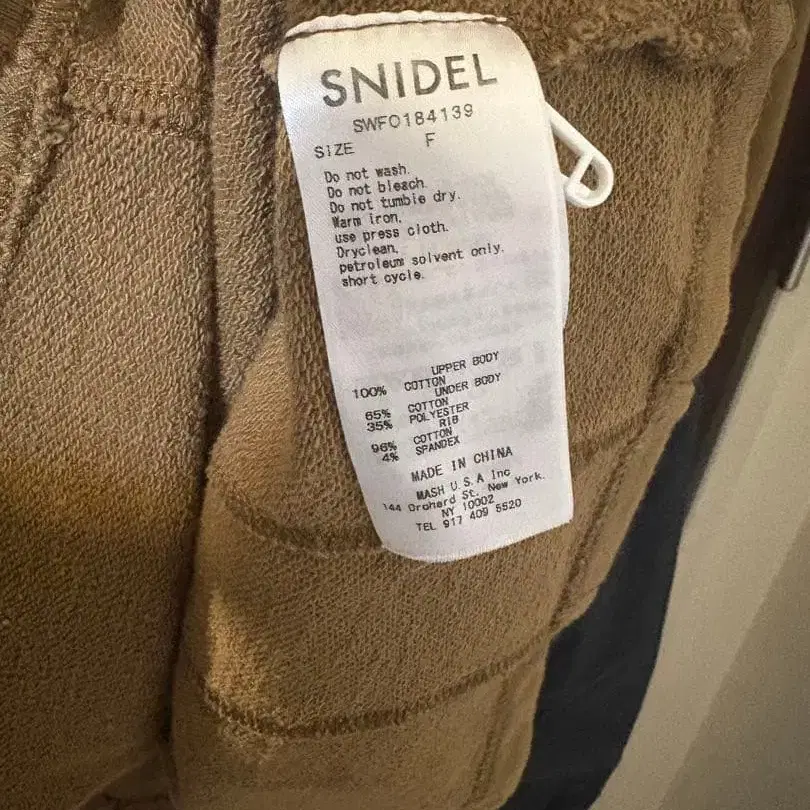 SNIDEL
SWFO184139
SIZE F
Do not wash.
Do not bleach.
Do not tumble dry.
Warm iron.
use press cloth.
Dryclean.
petroleum solvent only.
short cycle.
UPPER BODY
100% COTTON
UNDER BODY
65% COTTON
35% POLYESTER
RIB
96% COTTON
4% SPANDEX
MADE IN CHINA
MASH U.S.A Inc
144 Orchard St. New York.
NY 10002
TEL 917 409 5520